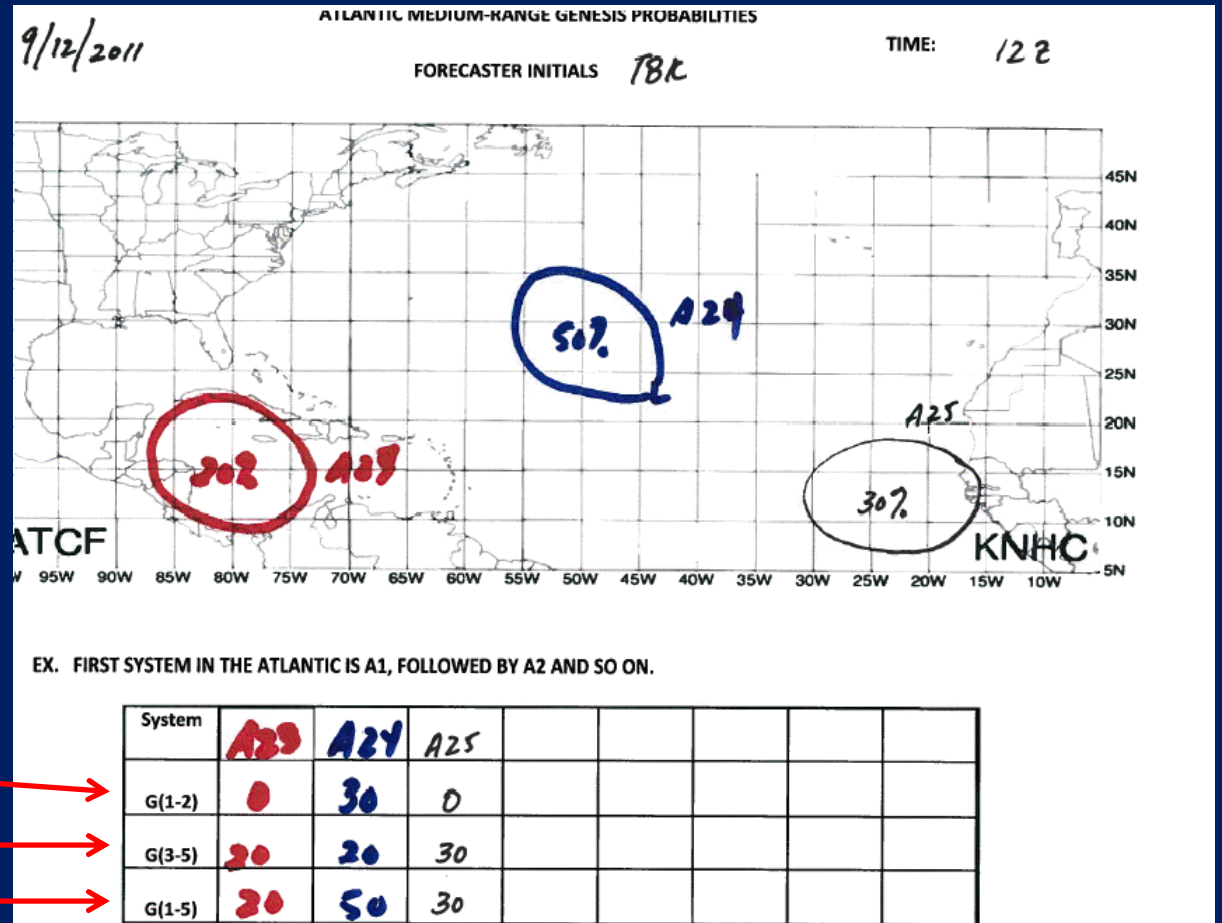 ATLANTIC MEDIUM-RANGE GENESIS PROBABILITIES
9/12/2011
TIME: 12Z
FORECASTER INITIALS TBK
45N
40N
35N
A24
30N
50%
25N
A25
20N
20% A23
15N
30%
10N
ATCF
KNHC
5N
W 95W 90W 85W 80W 75W 70W 65W 60W 55W 50W 45W 40W 35W 30W 25W 20W 15W 10W
EX. FIRST SYSTEM IN THE ATLANTIC IS A1, FOLLOWED BY A2 AND SO ON.
System A23 A24 A25
G(1-2) 0 30 0
G(3-5) 20 20 30
G(1-5) 20 50 30